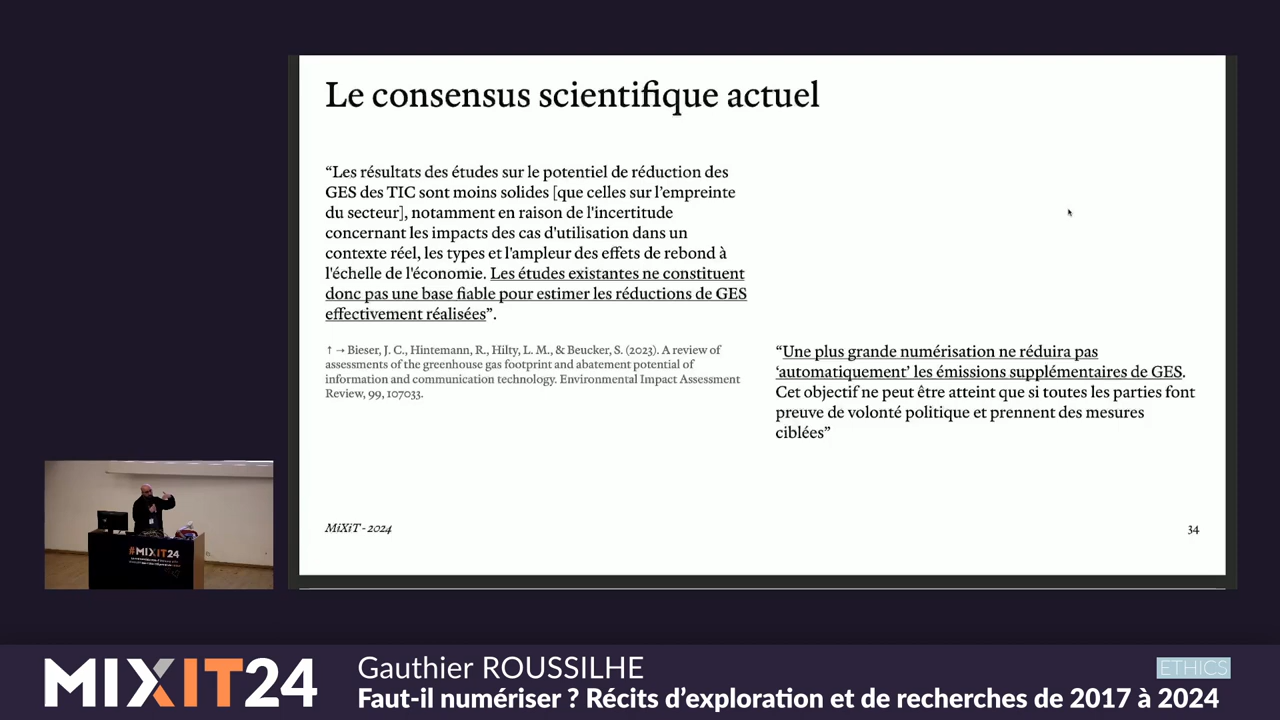 Le consensus scientifique actuel
“Les résultats des études sur le potentiel de réduction des
GES des TIC sont moins solides [que celles sur l’empreinte
du secteur], notamment en raison de l'incertitude
concernant les impacts des cas d'utilisation dans un
contexte réel, les types et l'ampleur des effets de rebond à
l'échelle de l'économie. Les études existantes ne constituent
donc pas une base fiable pour estimer les réductions de GES
effectivement réalisées”.
↑ → Bieser, J. C., Hintemann, R., Hilty, L. M., & Beucker, S. (2023). A review of
assessments of the greenhouse gas footprint and abatement potential of
information and communication technology. Environmental Impact Assessment
Review, 99, 107033.
“Une plus grande numérisation ne réduira pas
‘automatiquement’ les émissions supplémentaires de GES.
Cet objectif ne peut être atteint que si toutes les parties font
preuve de volonté politique et prennent des mesures
ciblées”
MiXiT - 2024
34
#MIXIT24
MIXIT24
Gauthier ROUSSILHE
ETHICS
Faut-il numériser ? Récits d’exploration et de recherches de 2017 à 2024